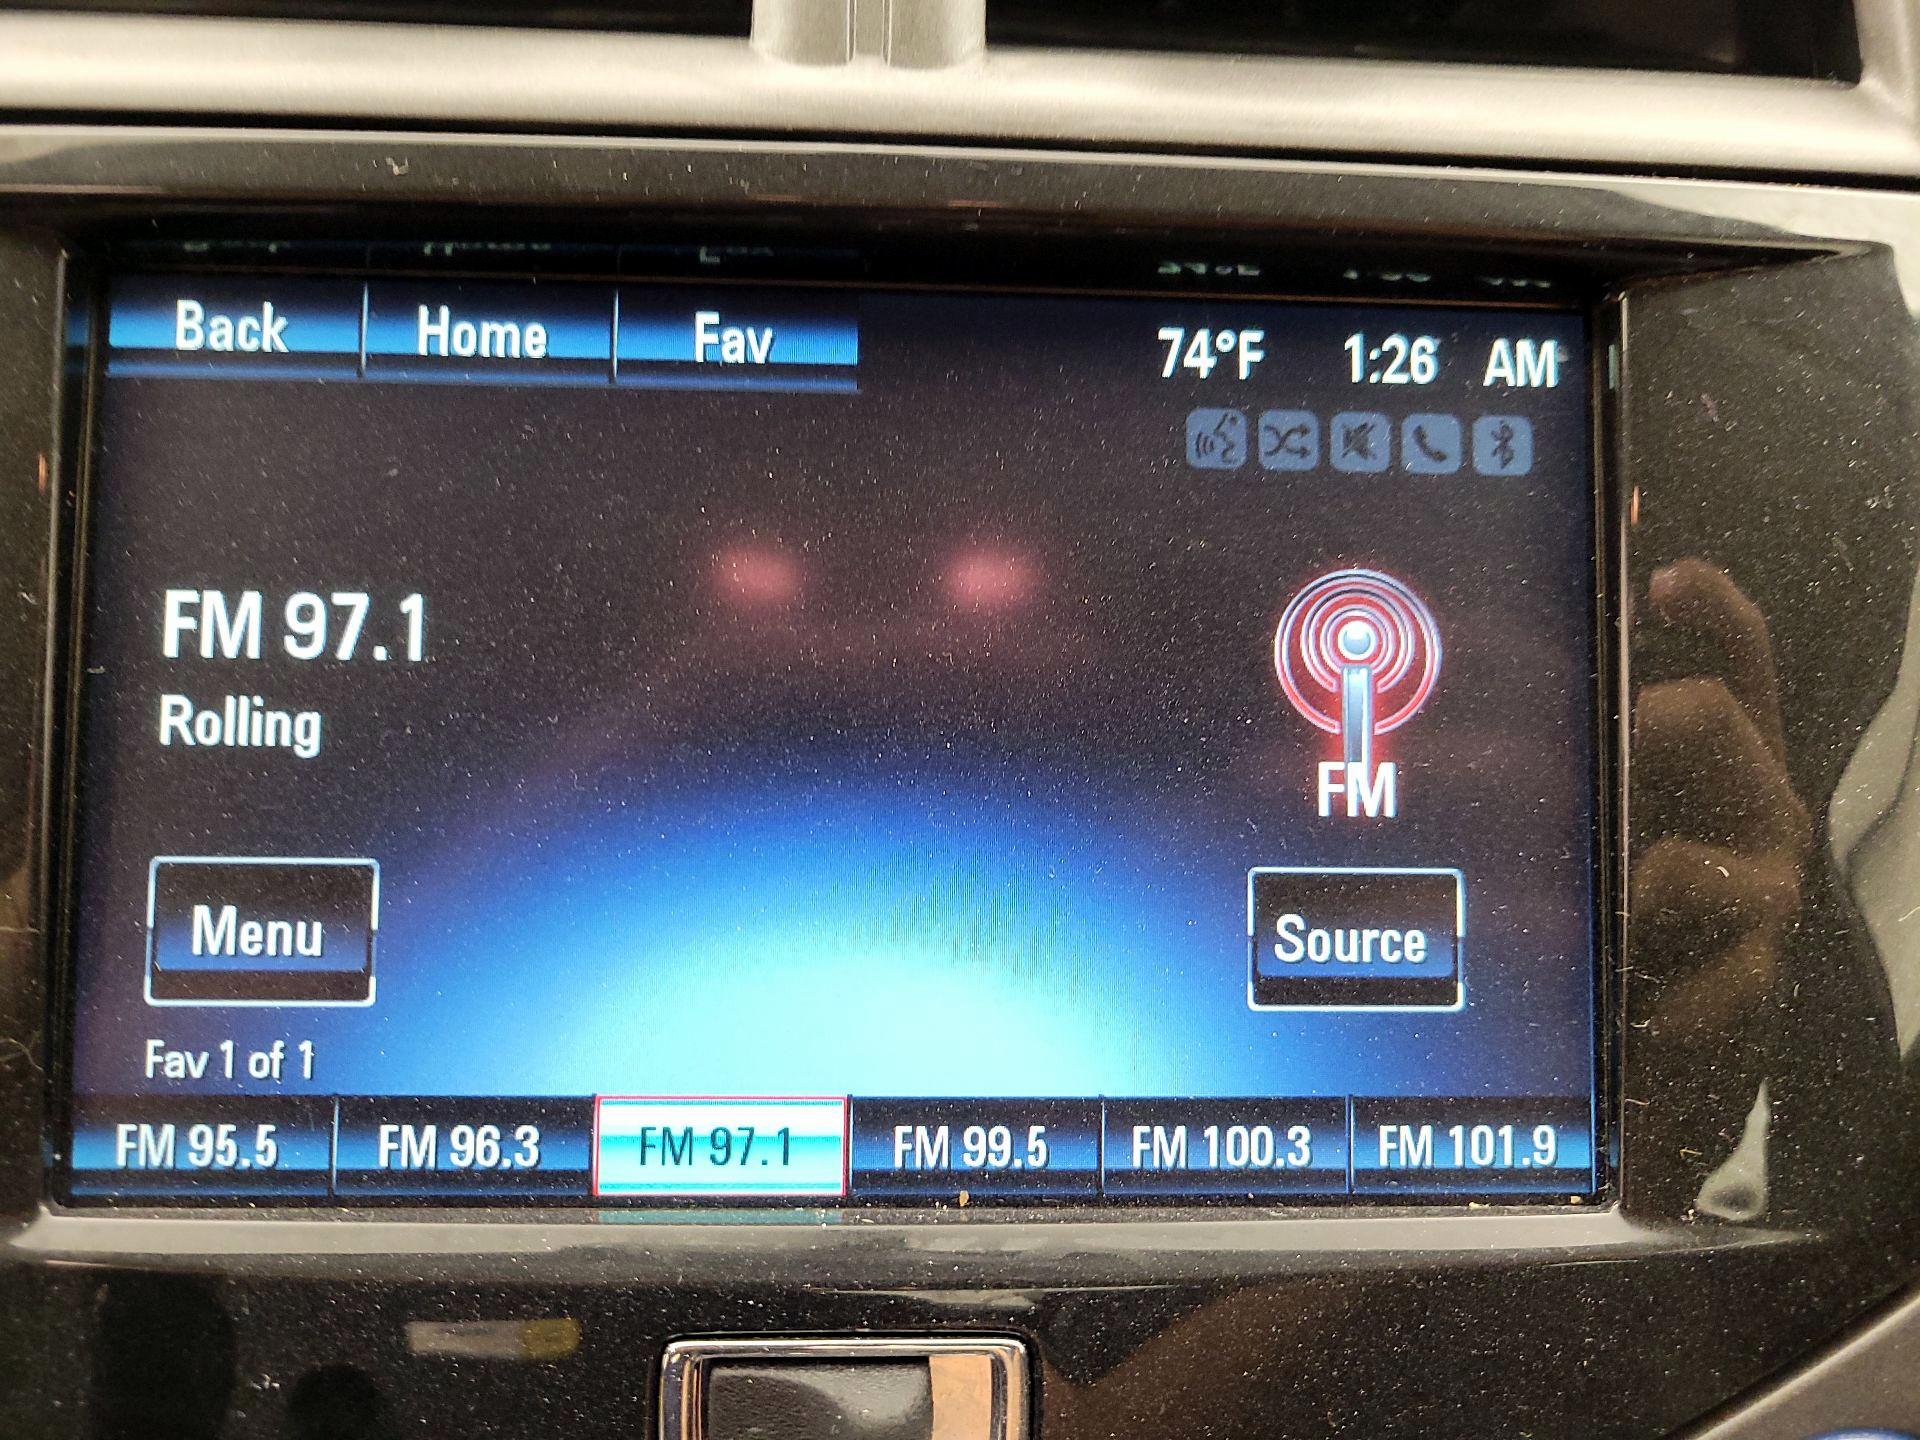 Back Home Fav 74°F 1:26 AM
FM 97.1
Rolling
FM
Menu
Source
Fav 1 of 1
FM 95.5 FM 96.3 FM 97.1 FM 99.5 FM 100.3 FM 101.9